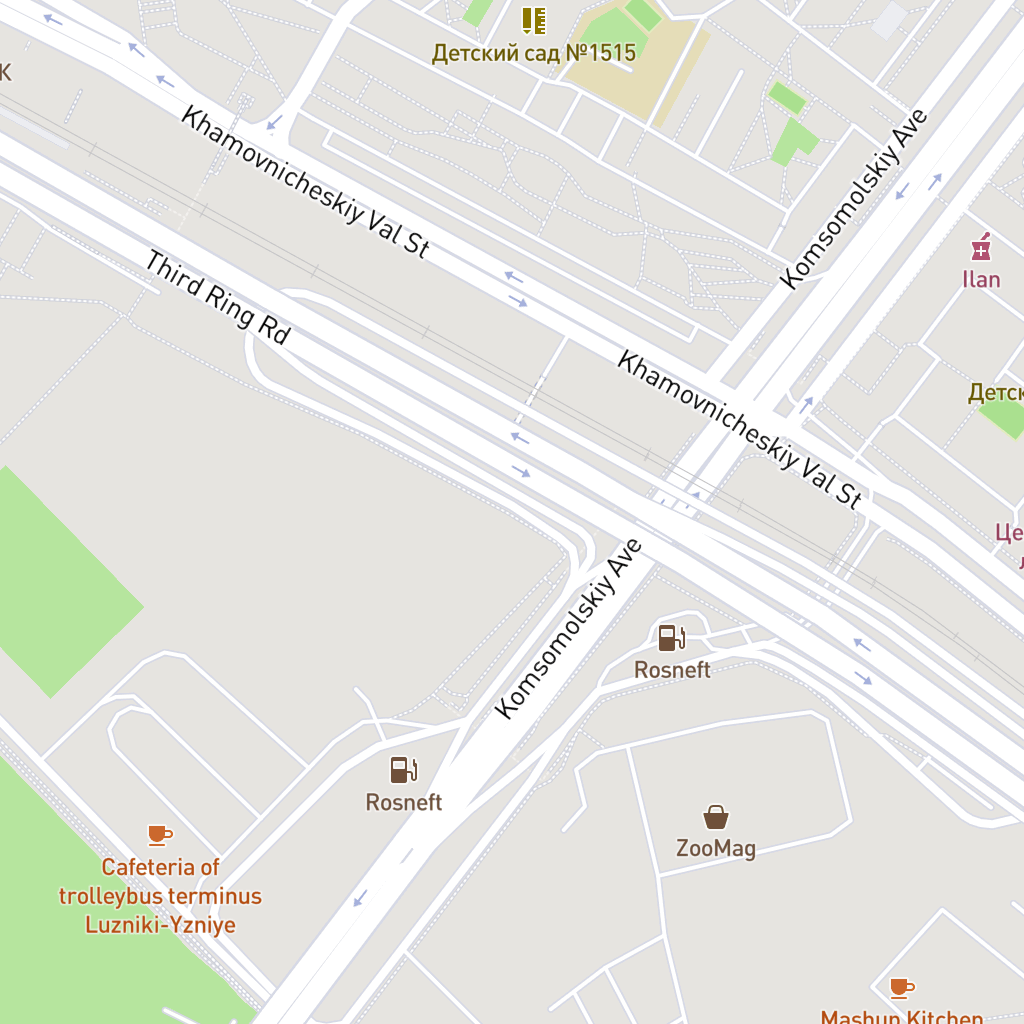 Детский сад №1515
К
Khamovnicheskiy Val St
Komsomolskiy Ave
Ilan
Third Ring Rd
Khamovnicheskiy Val St
Komsomolskiy Ave
Rosneft
Rosneft
ZooMag
Cafeteria of
trolleybus terminus
Luzniki-Yzniye
Mashun Kitchen